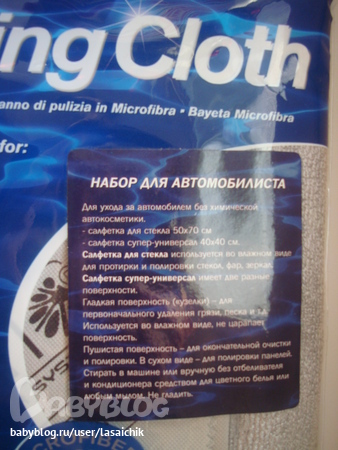 ing Cloth
anno di pulizia in Microfibra • Bayeta Microfibra
for:
НАБОР ДЛЯ АВТОМОБИЛИСТА
Для ухода за автомобилем без химической
автокосметики.
- салфетка для стекла 50х70 см
- салфетка супер-универсал 40х40 см.
Салфетка для стекла используется во влажном виде
для протирки и полировки стекол, фар, зеркал.
Салфетка супер-универсал имеет две разные
поверхности.
Гладкая поверхность (кузелки) – для
первоначального удаления грязи, песка и т.д.
Используется во влажном виде, не царапает
поверхность.
Пушистая поверхность – для окончательной очистки
и полировки. В сухом виде – для полировки панелей.
Стирать в машине или вручную без отбеливателя
и кондиционера средством для цветного белья или
любым мылом. Не гладить.
SYS
BABYBLOG
babyblog.ru/user/lasaichik
CROFIBE